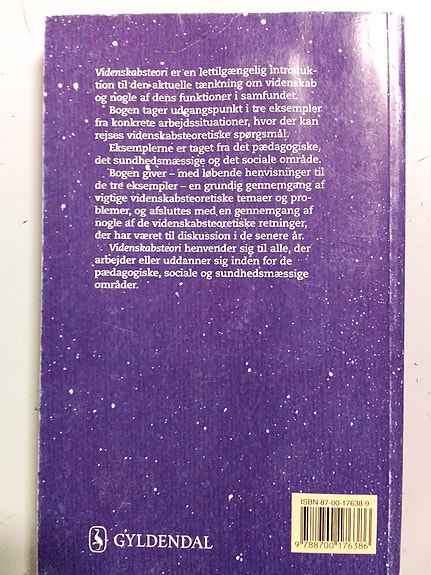 Videnskabsteori er en lettilgængelig introduk-
tion til den aktuelle tænkning om videnskab
og nogle af dens funktioner i samfundet.
Bogen tager udgangspunkt i tre eksempler
fra konkrete arbejdssituationer, hvor der kan
rejses videnskabsteoretiske spørgsmål.
Eksemplerne er taget fra det pædagogiske,
det sundhedsmæssige og det sociale område.
Bogen giver – med løbende henvisninger til
de tre eksempler – en grundig gennemgang af
vigtige videnskabsteoretiske temaer og pro-
blemer, og afsluttes med en gennemgang af
nogle af de videnskabsteoretiske retninger,
der har været til diskussion i de senere år.
Videnskabsteori henvender sig til alle, der
arbejder eller uddanner sig inden for de
pædagogiske, sociale og sundhedsmæssige
områder.
ISBN 87-00-17638-9
9 788700 176386
GYLDENDAL